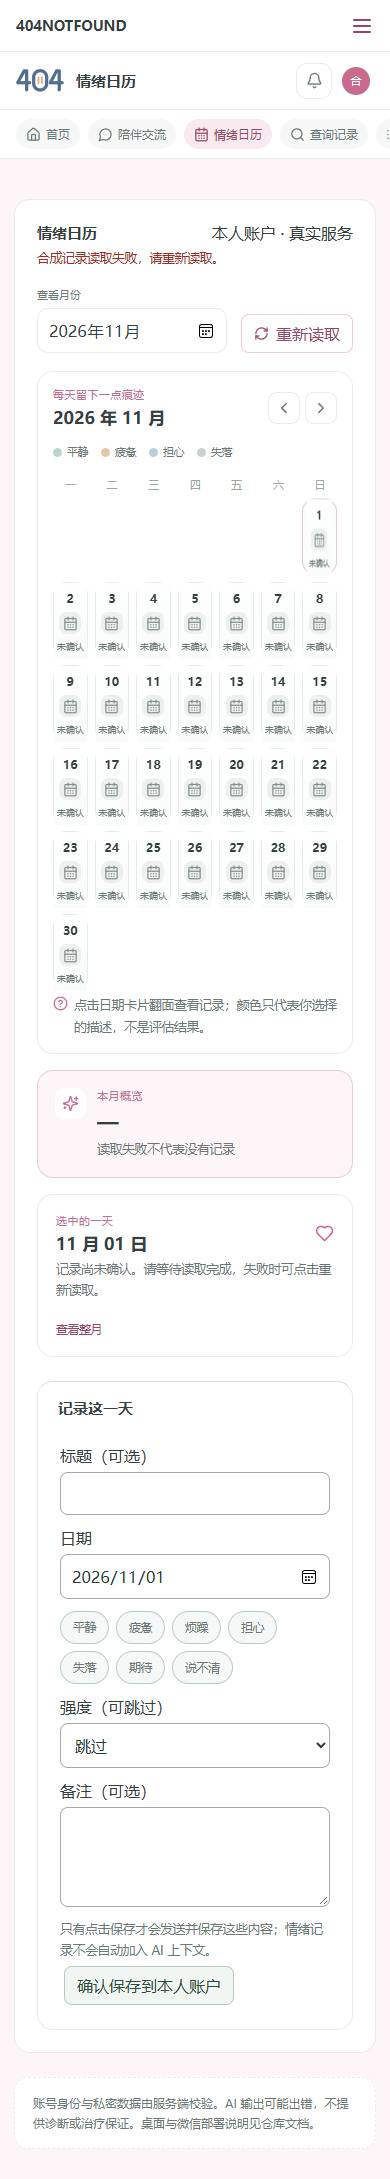 404NOTFOUND
404 情绪日历
合
首页 陪伴交流 情绪日历 查询记录
情绪日历 本人账户 · 真实服务
合成记录读取失败，请重新读取。
查看月份
2026年11月 重新读取
每天留下一点痕迹
2026 年 11 月
平静 疲惫 担心 失落
一 二 三 四 五 六 日
1
未确认
2 3 4 5 6 7 8
未确认 未确认 未确认 未确认 未确认 未确认 未确认
9 10 11 12 13 14 15
未确认 未确认 未确认 未确认 未确认 未确认 未确认
16 17 18 19 20 21 22
未确认 未确认 未确认 未确认 未确认 未确认 未确认
23 24 25 26 27 28 29
未确认 未确认 未确认 未确认 未确认 未确认 未确认
30
未确认
点击日期卡片翻面查看记录；颜色只代表你选择
的描述，不是评估结果。
本月概览
—
读取失败不代表没有记录
选中的一天
11 月 01 日
记录尚未确认。请等待读取完成，失败时可点击重
新读取。
查看整月
记录这一天
标题（可选）
日期
2026/11/01
平静 疲惫 烦躁 担心
失落 期待 说不清
强度（可跳过）
跳过
备注（可选）
只有点击保存才会发送并保存这些内容；情绪记
录不会自动加入 AI 上下文。
确认保存到本人账户
账号身份与私密数据由服务端校验。AI 输出可能出错，不提
供诊断或治疗保证。桌面与微信部署说明见仓库文档。